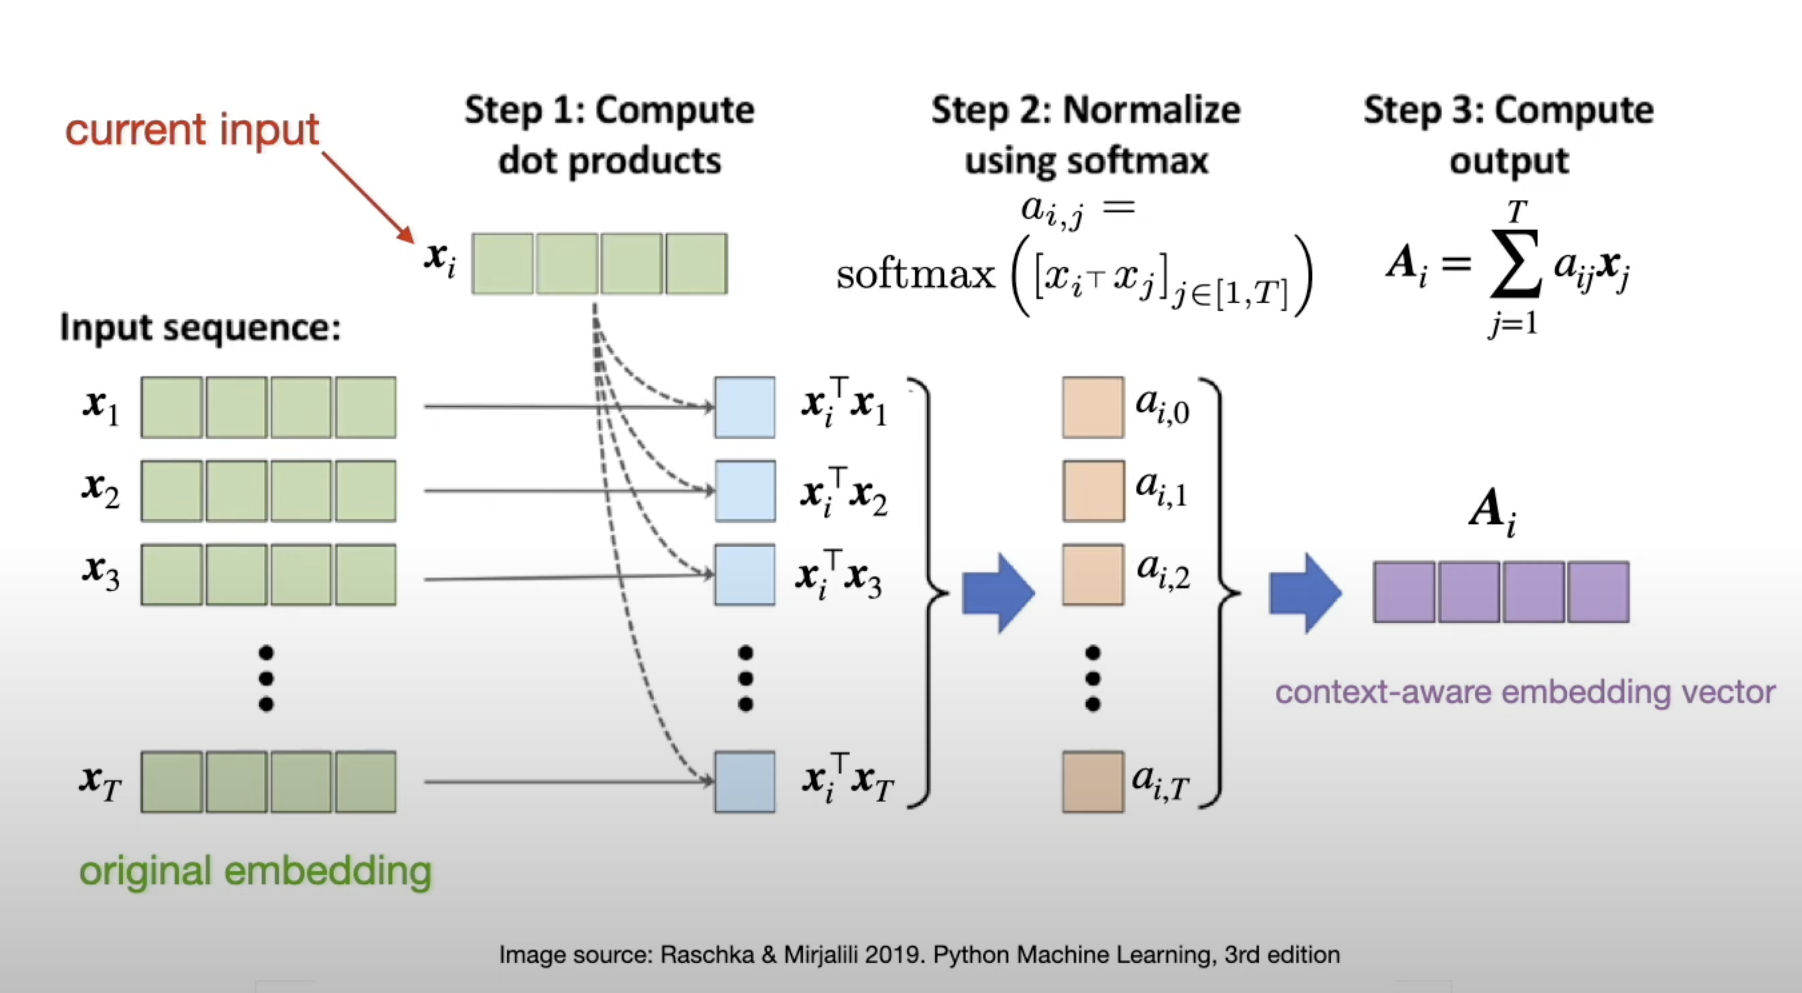 current input
Step 1: Compute
dot products
Step 2: Normalize
using softmax
a_{i,j} =
softmax ([x_{i⊤} x_j]_{j∈[1,T]})
Step 3: Compute
output
A_i = \sum_{j=1}^{T} a_{ij} x_j
x_i
Input sequence:
x_1
x_2
x_3
x_T
x_i^⊤ x_1
x_i^⊤ x_2
x_i^⊤ x_3
x_i^⊤ x_T
a_{i,0}
a_{i,1}
a_{i,2}
a_{i,T}
A_i
context-aware embedding vector
original embedding
Image source: Raschka & Mirjalili 2019. Python Machine Learning, 3rd edition